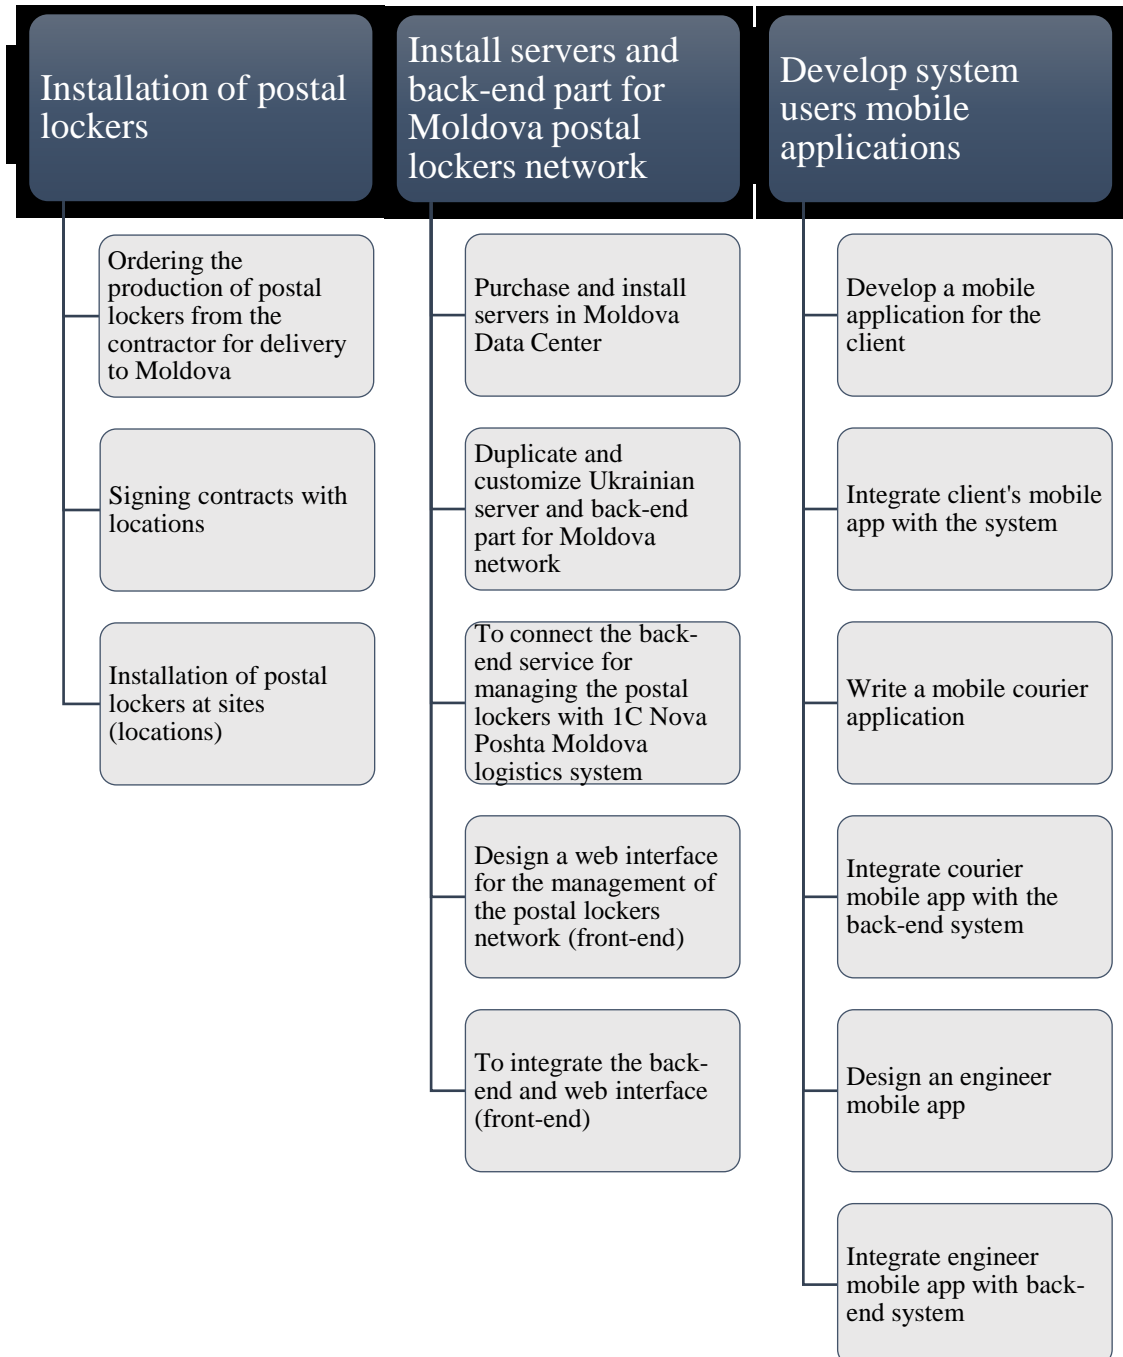 Installation of postal
lockers
Ordering the
production of postal
lockers from the
contractor for delivery
to Moldova
Signing contracts with
locations
Installation of postal
lockers at sites
(locations)
Install servers and
back-end part for
Moldova postal
lockers network
Purchase and install
servers in Moldova
Data Center
Duplicate and
customize Ukrainian
server and back-end
part for Moldova
network
To connect the back-
end service for
managing the postal
lockers with 1C Nova
Poshta Moldova
logistics system
Design a web interface
for the management of
the postal lockers
network (front-end)
To integrate the back-
end and web interface
(front-end)
Develop system
users mobile
applications
Develop a mobile
application for the
client
Integrate client's mobile
app with the system
Write a mobile courier
application
Integrate courier
mobile app with the
back-end system
Design an engineer
mobile app
Integrate engineer
mobile app with back-
end system